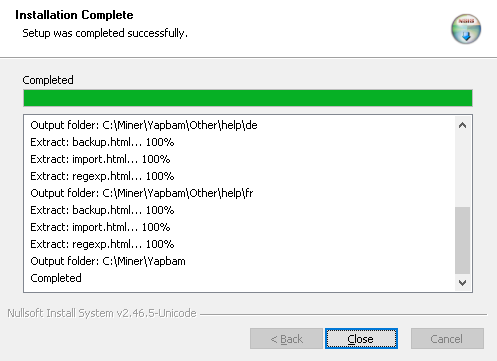 Installation Complete
Setup was completed successfully.
Completed
Output folder: C:\Miner\Yapbam\Other\help\de
Extract: backup.html... 100%
Extract: import.html... 100%
Extract: regexp.html... 100%
Output folder: C:\Miner\Yapbam\Other\help\fr
Extract: backup.html... 100%
Extract: import.html... 100%
Extract: regexp.html... 100%
Output folder: C:\Miner\Yapbam
Completed
Nullsoft Install System v2.46.5-Unicode
< Back
Close
Cancel